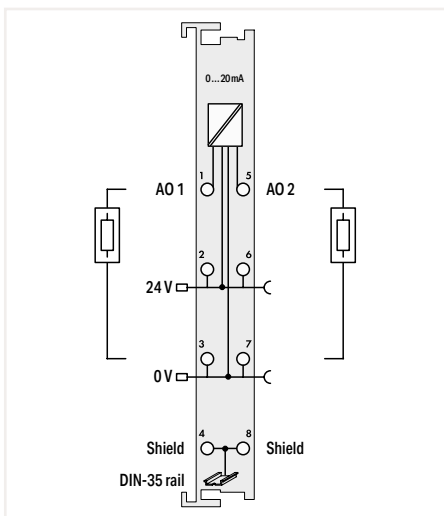 0...20mA
1 5
AO 1 AO 2
2 6
24 V
3 7
0 V
4 8
Shield Shield
DIN-35 rail